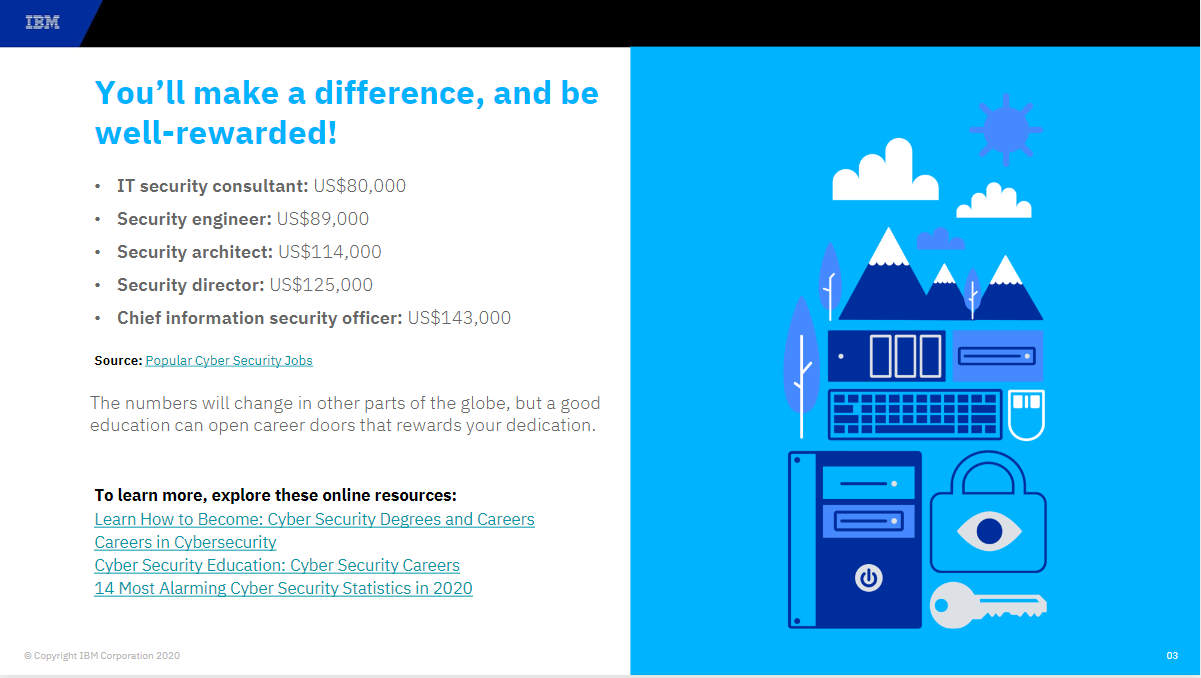 IBM
You’ll make a difference, and be
well-rewarded!
• IT security consultant: US$80,000
• Security engineer: US$89,000
• Security architect: US$114,000
• Security director: US$125,000
• Chief information security officer: US$143,000
Source: Popular Cyber Security Jobs
The numbers will change in other parts of the globe, but a good
education can open career doors that rewards your dedication.
To learn more, explore these online resources:
Learn How to Become: Cyber Security Degrees and Careers
Careers in Cybersecurity
Cyber Security Education: Cyber Security Careers
14 Most Alarming Cyber Security Statistics in 2020
© Copyright IBM Corporation 2020
03